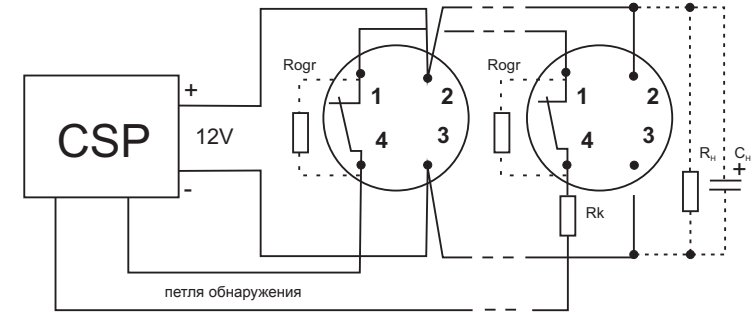 Rogr
Rogr
+
1
2
1
2
CSP
12V
4
3
4
3
Rн
Cн
+
-
Rk
петля обнаружения